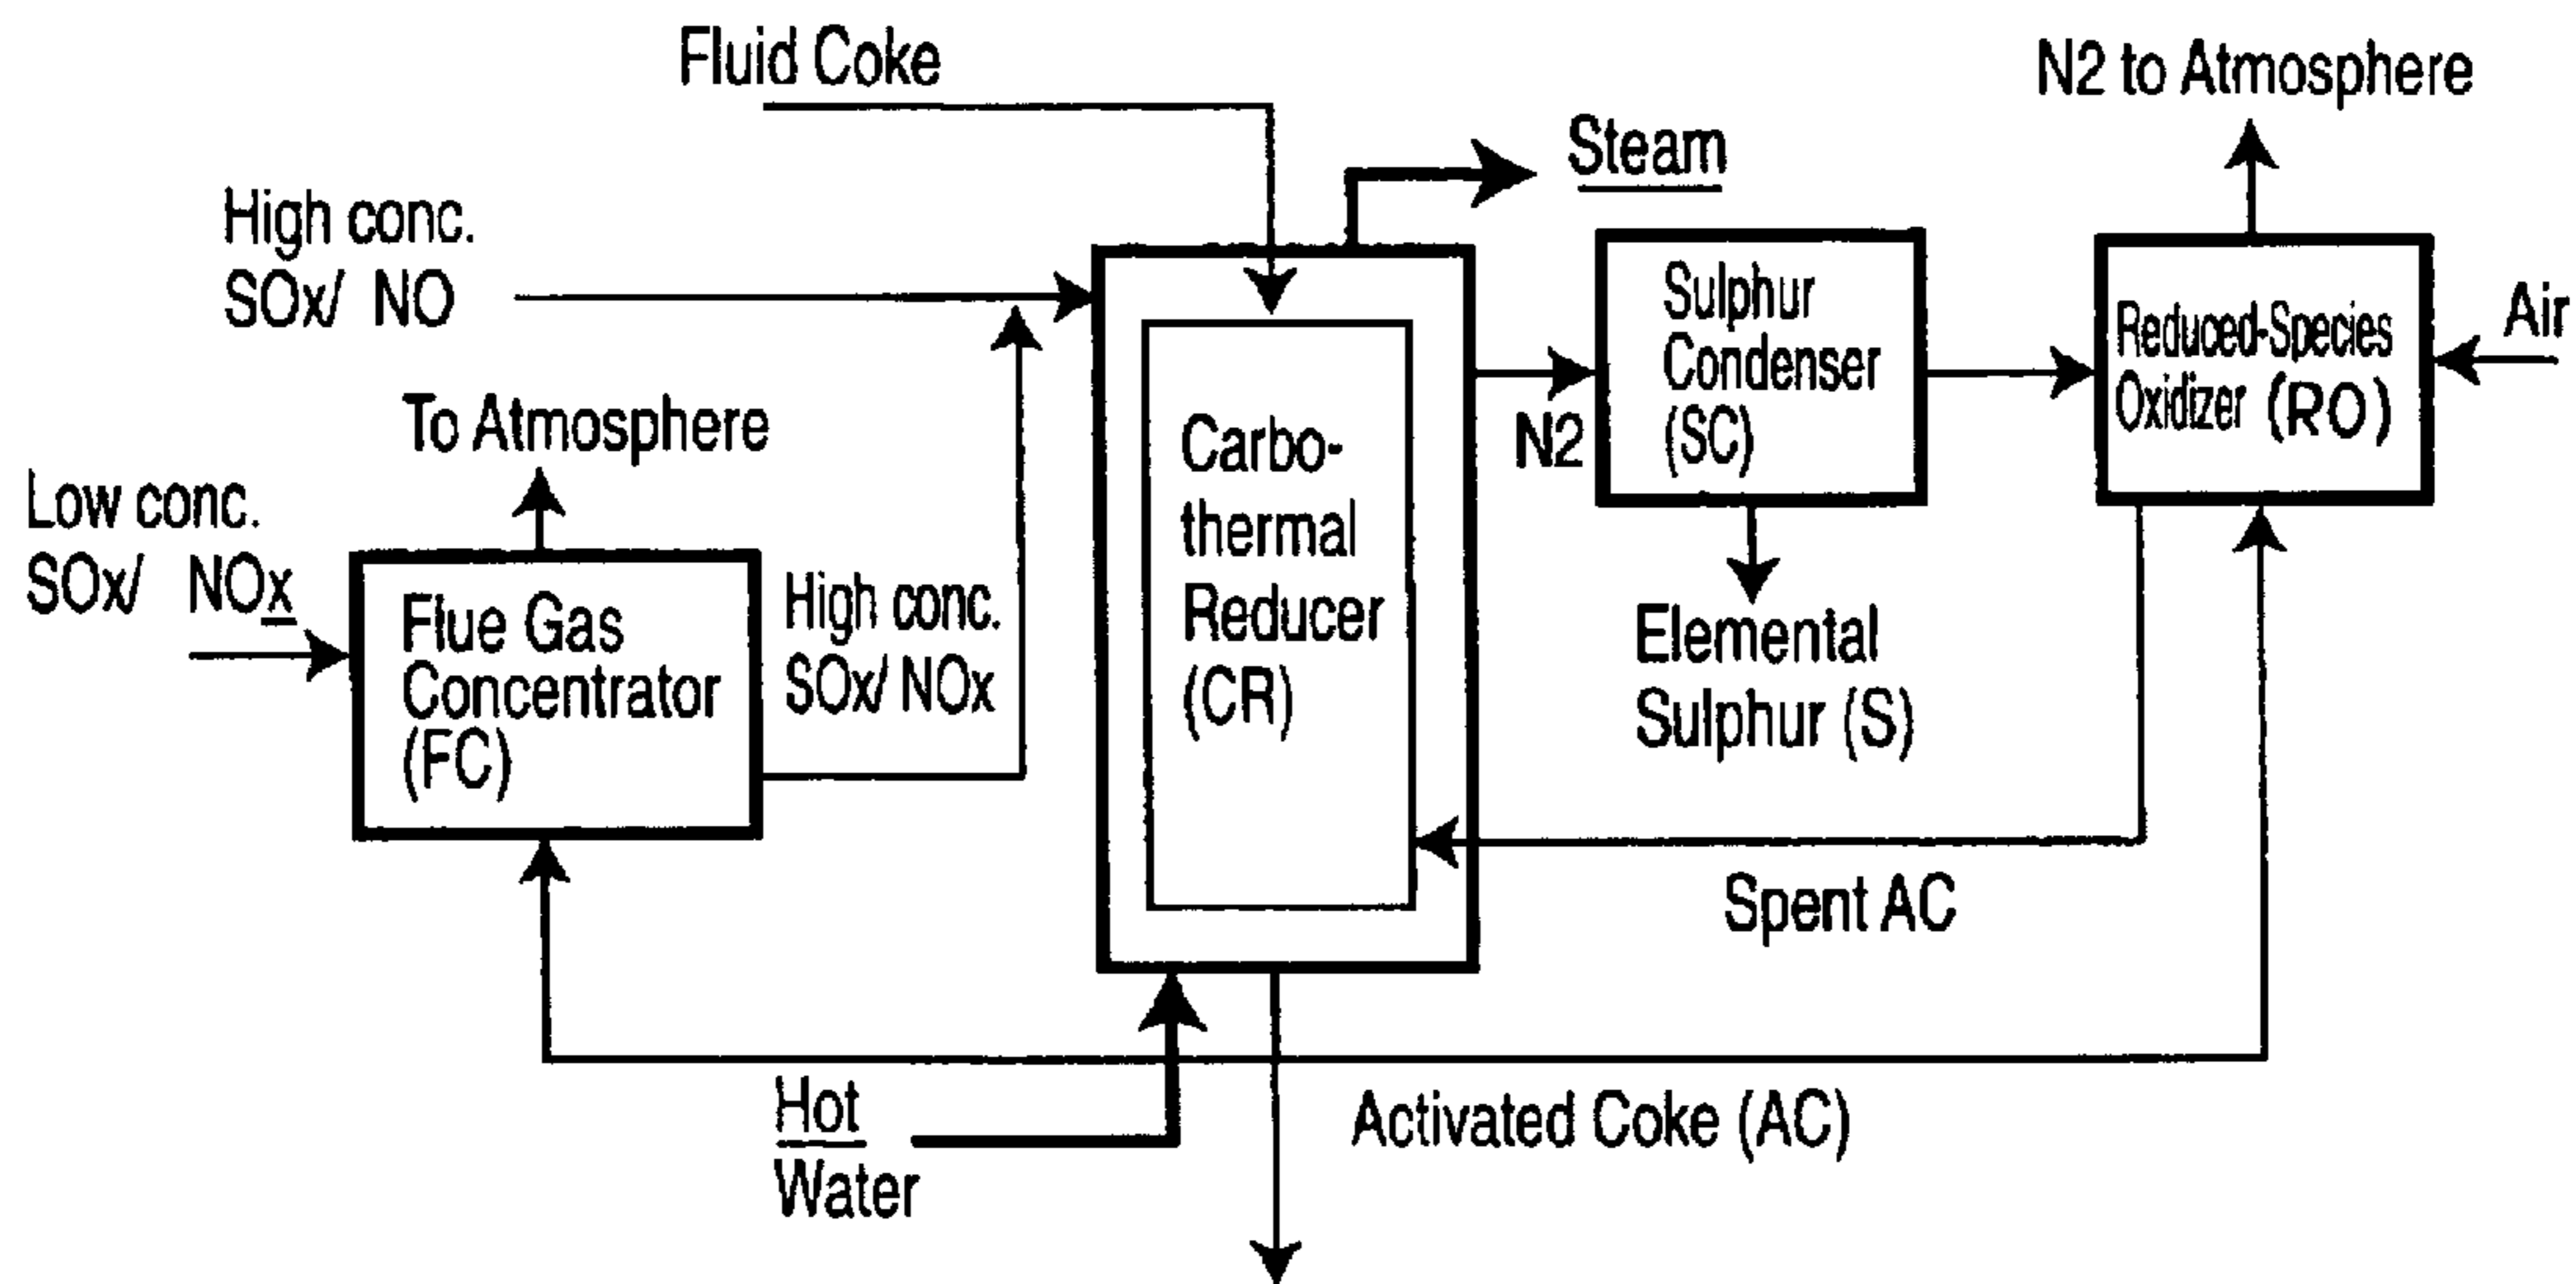 Fluid Coke
N2 to Atmosphere
Steam
High conc.
SOx/ NO
Sulphur
Condenser
(SC)
Reduced-Species
Oxidizer (RO)
Air
To Atmosphere
Carbo-
thermal
Reducer
(CR)
N2
Low conc.
SOx/ NOx
Flue Gas
Concentrator
(FC)
High conc.
SOx/ NOx
Elemental
Sulphur (S)
Spent AC
Hot
Water
Activated Coke (AC)